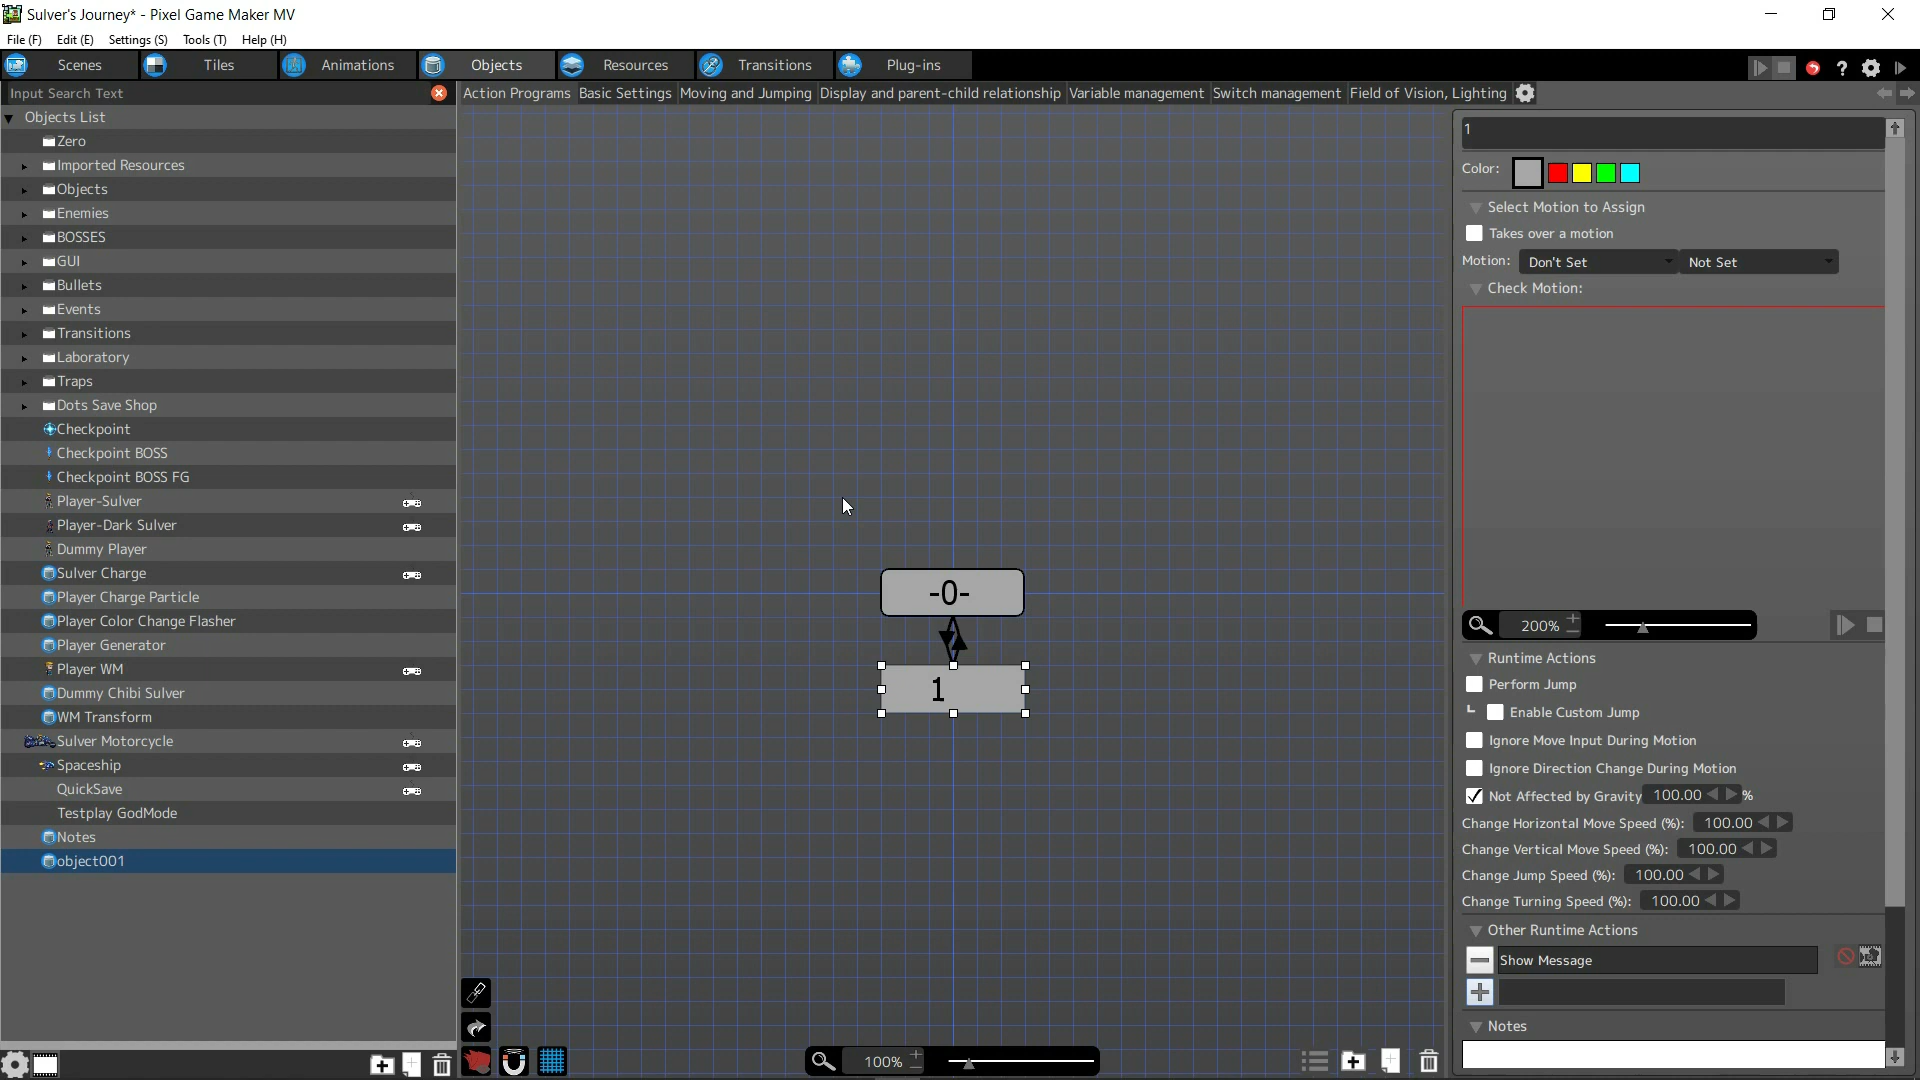 Sulver's Journey* - Pixel Game Maker MV
File (F) Edit (E) Settings (S) Tools (T) Help (H)
Scenes Tiles Animations Objects Resources Transitions Plug-ins
Input Search Text
Action Programs Basic Settings Moving and Jumping Display and parent-child relationship Variable management Switch management Field of Vision, Lighting
Objects List
Zero
Imported Resources
Objects
Enemies
BOSSES
GUI
Bullets
Events
Transitions
Laboratory
Traps
Dots Save Shop
Checkpoint
Checkpoint BOSS
Checkpoint BOSS FG
Player-Sulver
Player-Dark Sulver
Dummy Player
Sulver Charge
Player Charge Particle
Player Color Change Flasher
Player Generator
Player WM
Dummy Chibi Sulver
WM Transform
Sulver Motorcycle
Spaceship
QuickSave
Testplay GodMode
Notes
object001
-0-
1
100%
1
Color:
Select Motion to Assign
Takes over a motion
Motion: Don't Set Not Set
Check Motion:
200%
Runtime Actions
Perform Jump
Enable Custom Jump
Ignore Move Input During Motion
Ignore Direction Change During Motion
Not Affected by Gravity 100.00 %
Change Horizontal Move Speed (%): 100.00
Change Vertical Move Speed (%): 100.00
Change Jump Speed (%): 100.00
Change Turning Speed (%): 100.00
Other Runtime Actions
Show Message
Notes